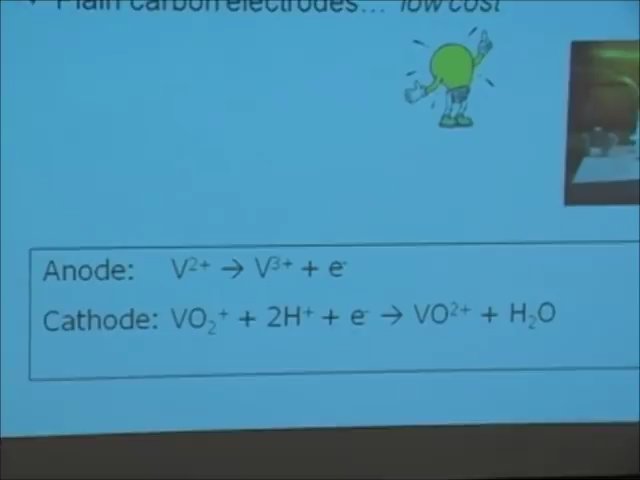 Plain carbon electrodes... low cost
Anode: V²⁺ → V³⁺ + e⁻
Cathode: VO₂⁺ + 2H⁺ + e⁻ → VO²⁺ + H₂O